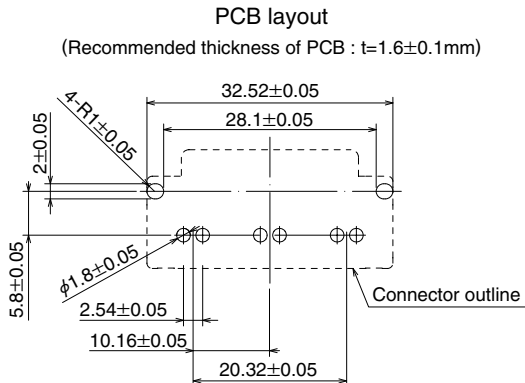 PCB layout
(Recommended thickness of PCB : t=1.6±0.1mm)
32.52±0.05
4-R1±0.05
28.1±0.05
2±0.05
5.8±0.05
ϕ1.8±0.05
2.54±0.05
Connector outline
10.16±0.05
20.32±0.05